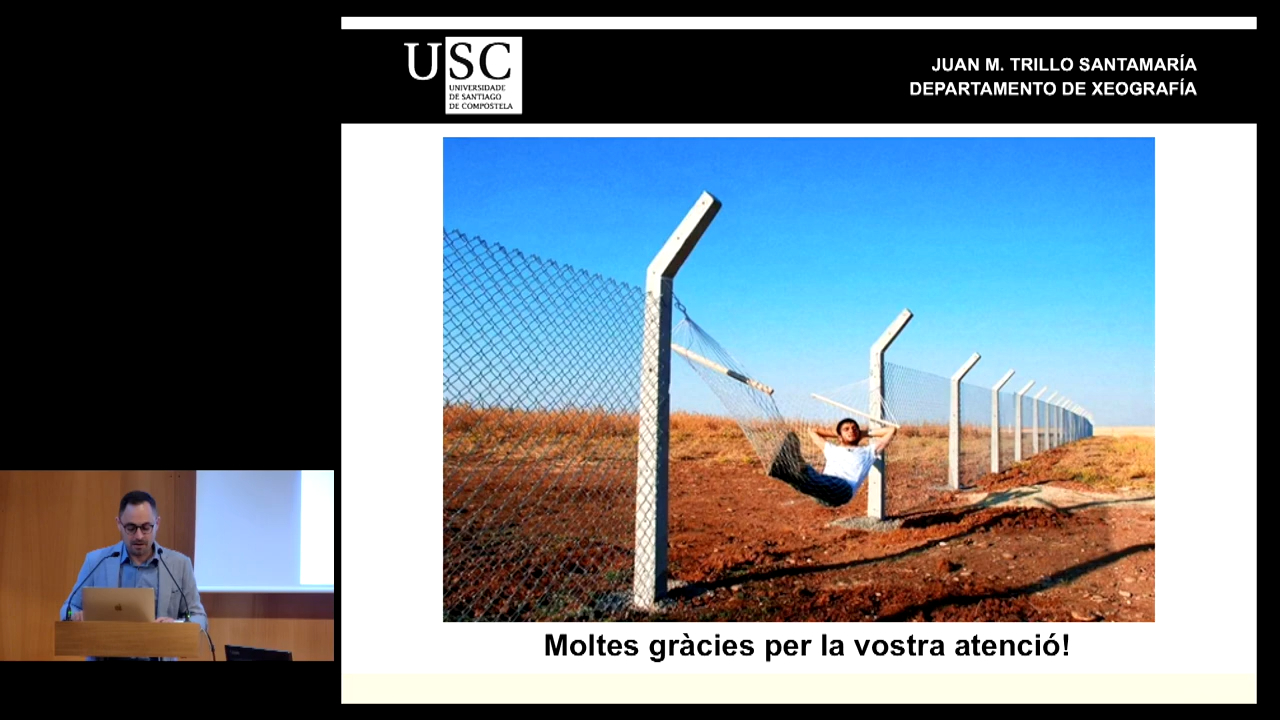 USC
UNIVERSIDADE
DE SANTIAGO
DE COMPOSTELA
JUAN M. TRILLO SANTAMARÍA
DEPARTAMENTO DE XEOGRAFÍA
Moltes gràcies per la vostra atenció!